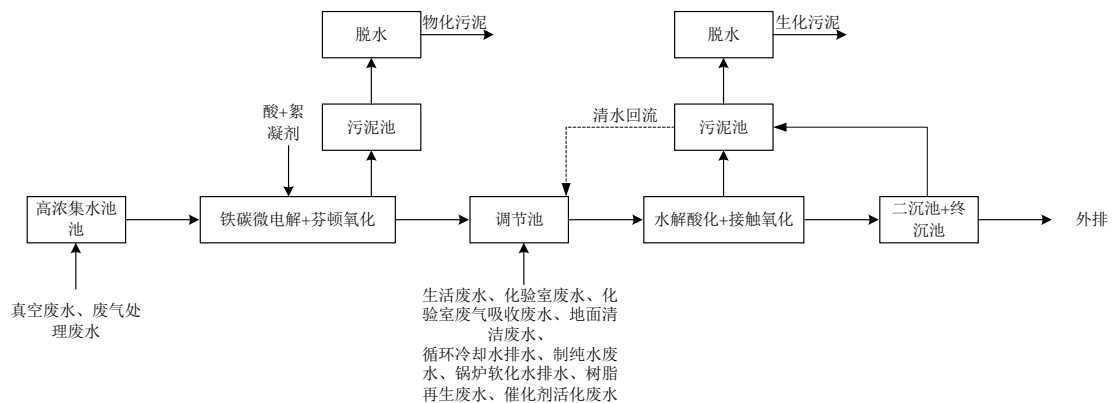 物化污泥
生化污泥
脱水
脱水
酸+絮
凝剂
污泥池
清水回流
污泥池
高浓集水池
池
铁碳微电解+芬顿氧化
调节池
水解酸化+接触氧化
二沉池+终
沉池
外排
真空废水、废气处
理废水
生活废水、化验室废水、化
验室废气吸收废水、地面清
洁废水、
循环冷却水排水、制纯水废
水、锅炉软化水排水、树脂
再生废水、催化剂活化废水